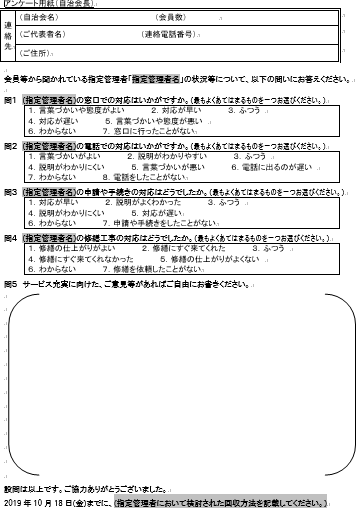 アンケート用紙(自治会長)
連絡先
(自治会名) (会員数)
(ご代表者名) (連絡電話番号)
(ご住所)
会員等から聞かれている指定管理者「指定管理者名」の状況等について、以下の問いにお答えください。
問1 (指定管理者名)の窓口での対応はいかがですか。(最もよくあてはまるものを一つお選びください。)
1. 言葉づかいや態度がよい 2. 対応が早い 3. ふつう
4. 対応が遅い 5. 言葉づかいや態度が悪い
6. わからない 7. 窓口に行ったことがない
問2 (指定管理者名)の電話での対応はいかがですか。(最もよくあてはまるものを一つお選びください。)
1. 言葉づかいがよい 2. 説明がわかりやすい 3. ふつう
4. 説明がわかりにくい 5. 言葉づかいが悪い 6. 電話に出るのが遅い
7. わからない 8. 電話をしたことがない
問3 (指定管理者名)の申請や手続きの対応はどうでしたか。(最もよくあてはまるものを一つお選びください。)
1. 対応が早い 2. 説明がよくわかった 3. ふつう
4. 説明がわかりにくい 5. 対応が遅い
6. わからない 7. 申請や手続きをしたことがない
問4 (指定管理者名)の修繕工事の対応はどうでしたか。(最もよくあてはまるものを一つお選びください。)
1. 修繕の仕上がりがよい 2. 修繕にすぐ来てくれた 3. ふつう
4. 修繕にすぐ来てくれなかった 5. 修繕の仕上がりがよくない
6. わからない 7. 修繕を依頼したことがない
問5 サービス充実に向けた、ご意見等があればご自由にお書きください。
設問は以上です。ご協力ありがとうございました。
2019年10月18日(金)までに、(指定管理者において検討された回収方法を記載してください。)